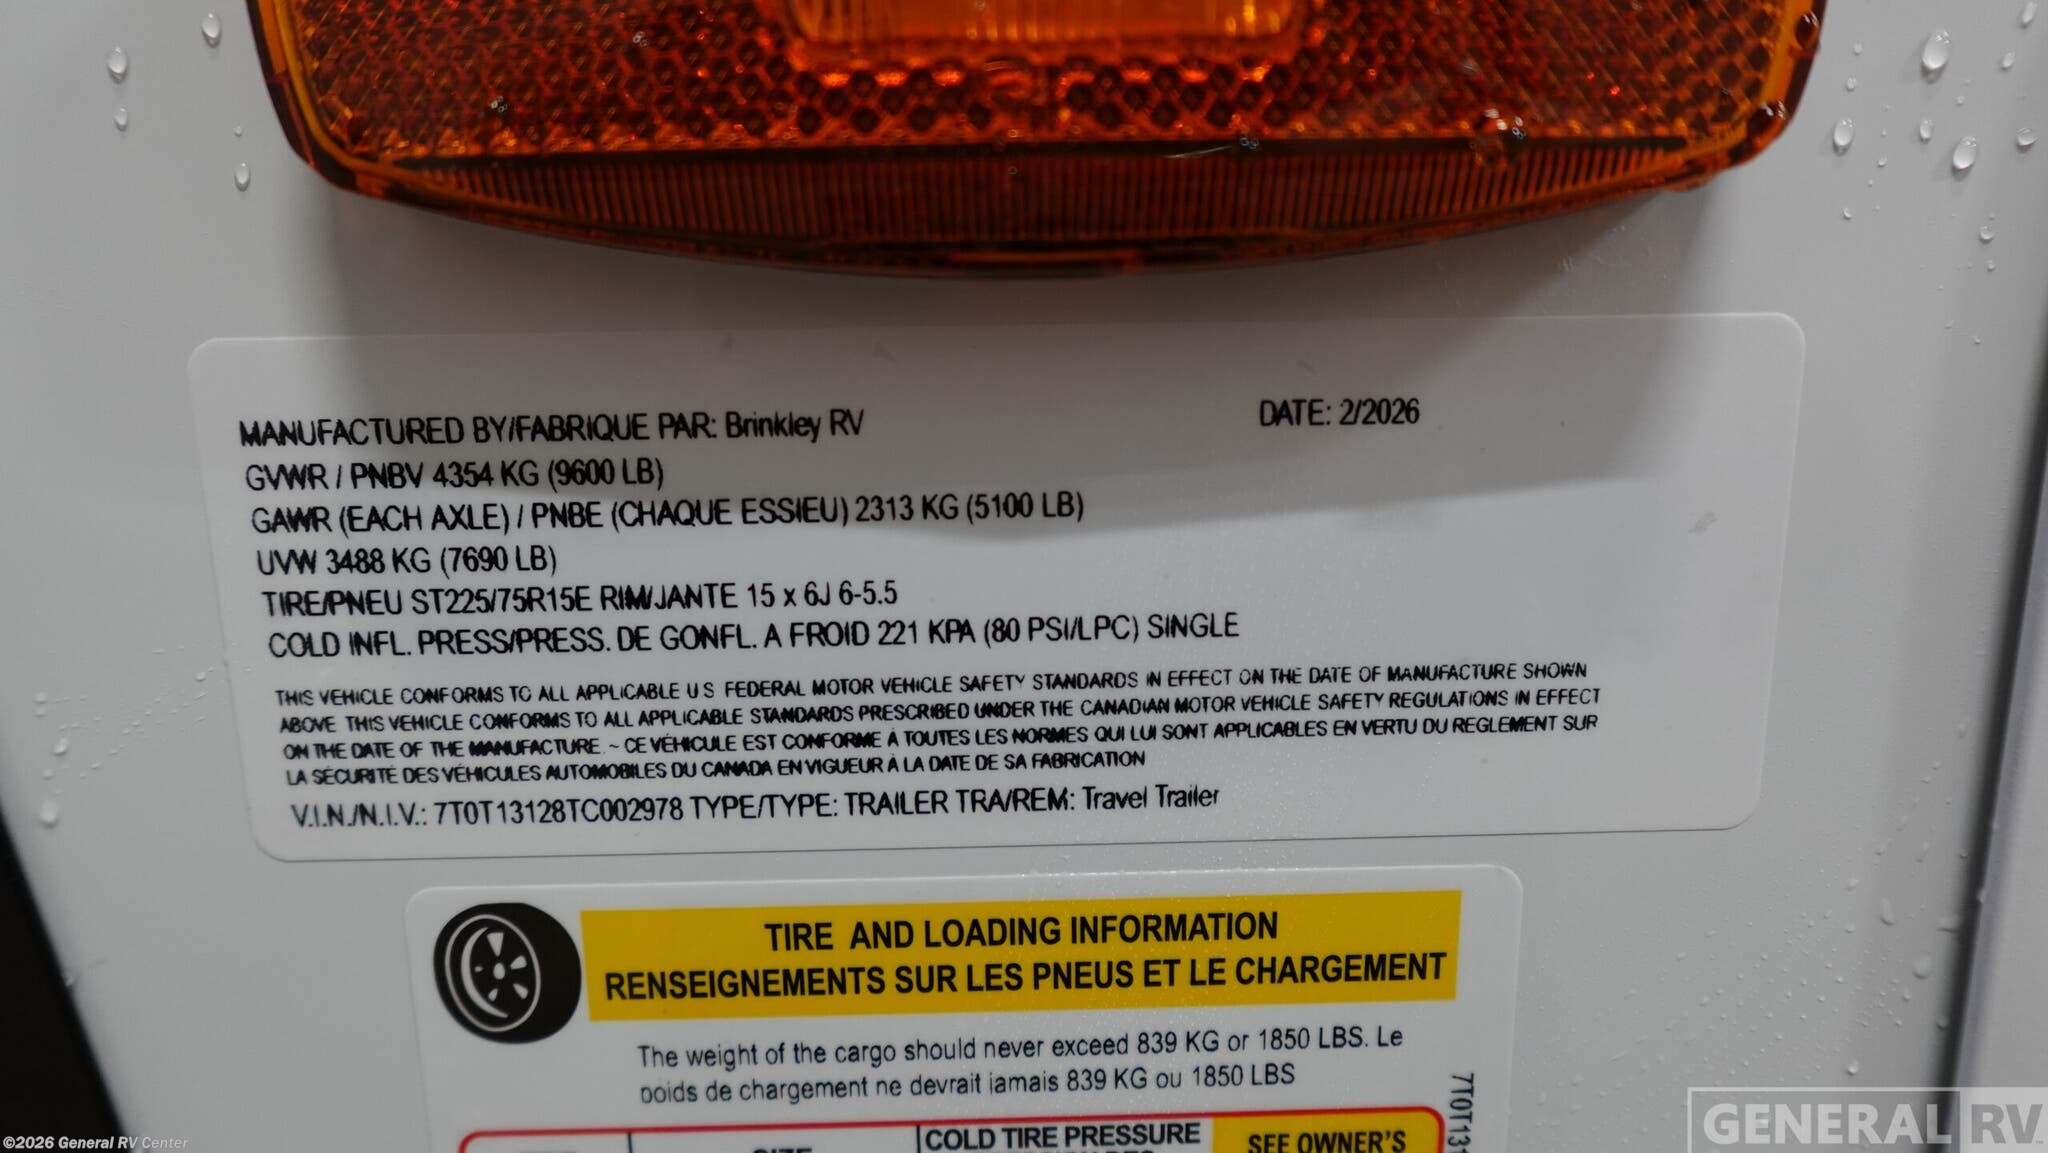 MANUFACTURED BY/FABRIQUE PAR: Brinkley RV DATE: 2/2026
GVWR / PNBV 4354 KG (9600 LB)
GAWR (EACH AXLE) / PNBE (CHAQUE ESSIEU) 2313 KG (5100 LB)
UVW 3488 KG (7690 LB)
TIRE/PNEU ST225/75R15E RIM/JANTE 15 x 6J 6-5.5
COLD INFL. PRESS/PRESS. DE GONFL. A FROID 221 KPA (80 PSI/LPC) SINGLE
THIS VEHICLE CONFORMS TO ALL APPLICABLE U S FEDERAL MOTOR VEHICLE SAFETY STANDARDS IN EFFECT ON THE DATE OF MANUFACTURE SHOWN
ABOVE THIS VEHICLE CONFORMS TO ALL APPLICABLE STANDARDS PRESCRIBED UNDER THE CANADIAN MOTOR VEHICLE SAFETY REGULATIONS IN EFFECT
ON THE DATE OF THE MANUFACTURE. ~ CE VÉHICULE EST CONFORME À TOUTES LES NORMES QUI LUI SONT APPLICABLES EN VERTU DU REGLEMENT SUR
LA SÉCURITÉ DES VÉHICULES AUTOMOBILES DU CANADA EN VIGUEUR À LA DATE DE SA FABRICATION
V.I.N./N.I.V.: 7T0T13128TC002978 TYPE/TYPE: TRAILER TRA/REM: Travel Trailer
TIRE AND LOADING INFORMATION
RENSEIGNEMENTS SUR LES PNEUS ET LE CHARGEMENT
The weight of the cargo should never exceed 839 KG or 1850 LBS. Le
poids de chargement ne devrait jamais 839 KG ou 1850 LBS
7T0T131
COLD TIRE PRESSURE
SEE OWNER'S
SIZE
GENERAL RV
©2026 General RV Center